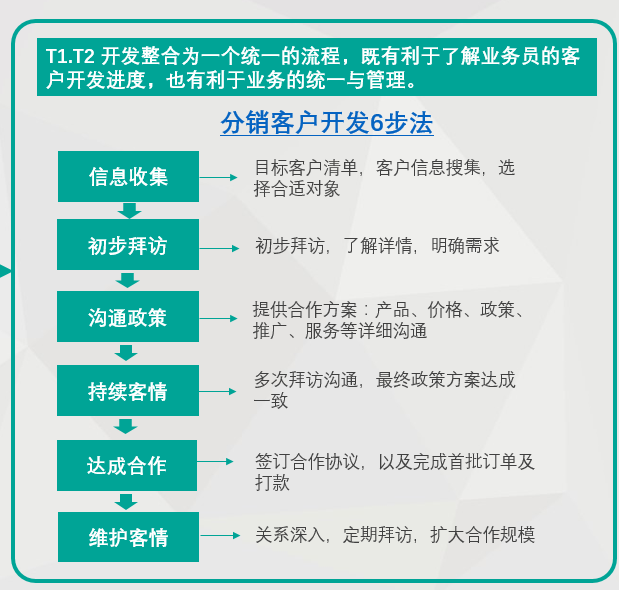 T1.T2 开发整合为一个统一的流程，既有利于了解业务员的客
户开发进度，也有利于业务的统一与管理。
分销客户开发6步法
信息收集
目标客户清单，客户信息搜集，选
择合适对象
初步拜访
初步拜访，了解详情，明确需求
沟通政策
提供合作方案：产品、价格、政策、
推广、服务等详细沟通
持续客情
多次拜访沟通，最终政策方案达成
一致
达成合作
签订合作协议，以及完成首批订单及
打款
维护客情
关系深入，定期拜访，扩大合作规模